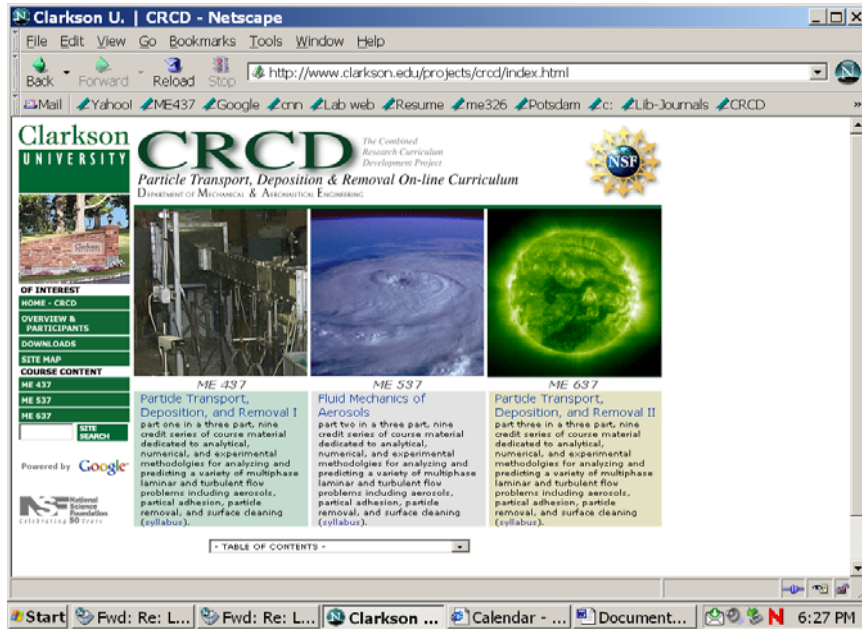 Clarkson U. | CRCD - Netscape
File Edit View Go Bookmarks Tools Window Help
Back Forward Reload Stop http://www.clarkson.edu/projects/crcd/index.html
Mail Yahoo! ME437 Google cnn Lab web Resume me326 Potsdam c: Lib-Journals CRCD »
Clarkson
UNIVERSITY
CRCD
The Combined
Research Curriculum
Development Project
Particle Transport, Deposition & Removal On-line Curriculum
DEPARTMENT OF MECHANICAL & AERONAUTICAL ENGINEERING
NSF
Clarkson
OF INTEREST
HOME - CRCD
OVERVIEW &
PARTICIPANTS
DOWNLOADS
SITE MAP
COURSE CONTENT
ME 437
ME 537
ME 637
SITE
SEARCH
Powered by Google
NSF National
Science
Foundation
Celebrating 50 Years
ME 437
Particle Transport,
Deposition, and Removal I
part one in a three part, nine
credit series of course material
dedicated to analytical,
numerical, and experimental
methodolgies for analyzing and
predicting a variety of multiphase
laminar and turbulent flow
problems including aerosols,
partical adhesion, particle
removal, and surface cleaning
(syllabus).
ME 537
Fluid Mechanics of
Aerosols
part two in a three part, nine
credit series of course material
dedicated to analytical,
numerical, and experimental
methodolgies for analyzing and
predicting a variety of multiphase
laminar and turbulent flow
problems including aerosols,
partical adhesion, particle
removal, and surface cleaning
(syllabus).
ME 637
Particle Transport,
Deposition, and Removal II
part three in a three part, nine
credit series of course material
dedicated to analytical,
numerical, and experimental
methodolgies for analyzing and
predicting a variety of multiphase
laminar and turbulent flow
problems including aerosols,
partical adhesion, particle
removal, and surface cleaning
(syllabus).
- TABLE OF CONTENTS -
Start Fwd: Re: L... Fwd: Re: L... Clarkson ... Calendar - ... Document... N 6:27 PM